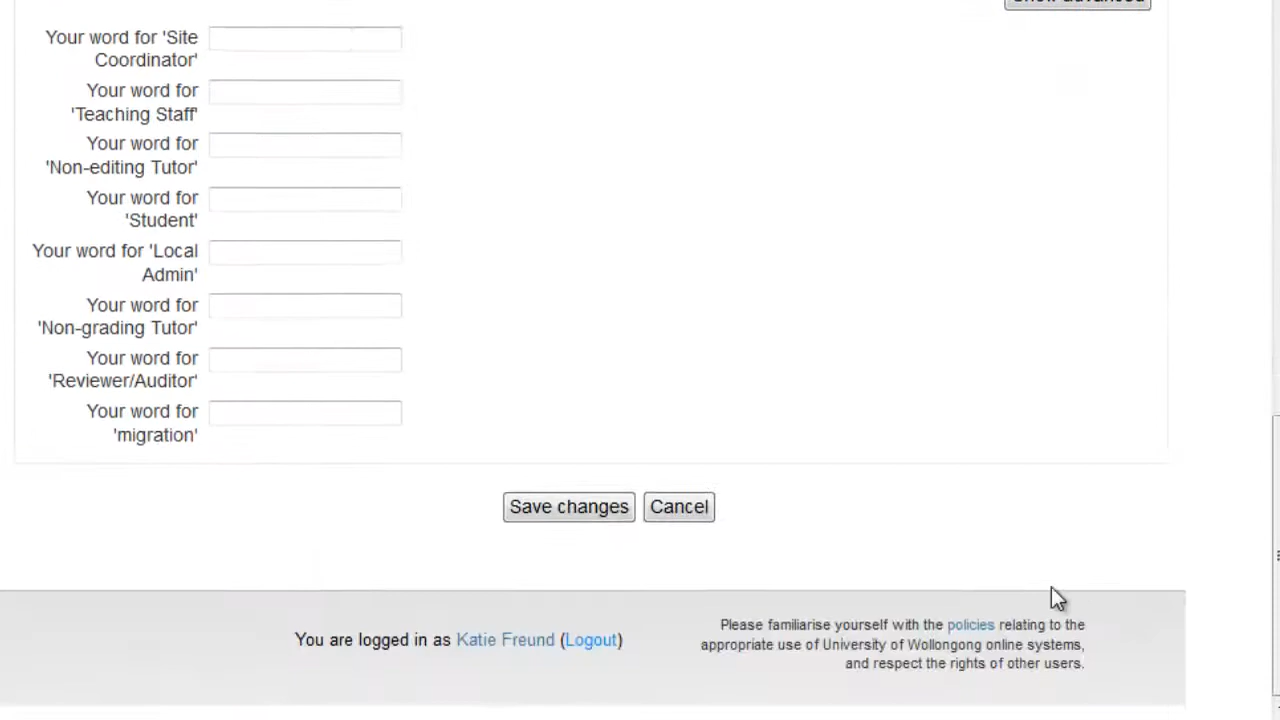 Show advanced
Your word for 'Site
Coordinator'
Your word for
'Teaching Staff'
Your word for
'Non-editing Tutor'
Your word for
'Student'
Your word for 'Local
Admin'
Your word for
'Non-grading Tutor'
Your word for
'Reviewer/Auditor'
Your word for
'migration'
Save changes Cancel
You are logged in as Katie Freund (Logout)
Please familiarise yourself with the policies relating to the
appropriate use of University of Wollongong online systems,
and respect the rights of other users.